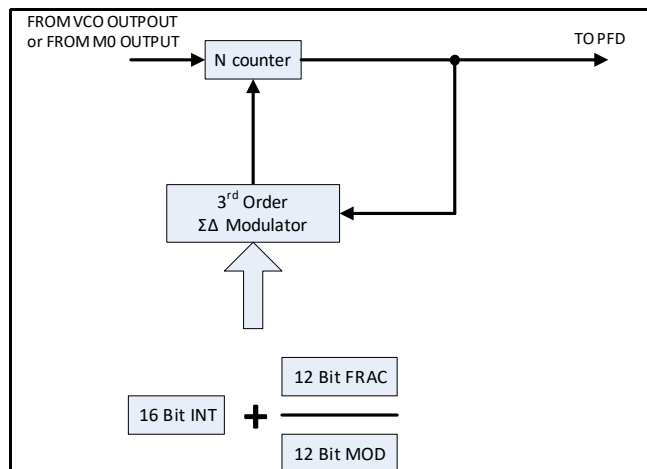 FROM VCO OUTPOUT
or FROM M0 OUTPUT
TO PFD
N counter
3rd Order
ΣΔ Modulator
12 Bit FRAC
16 Bit INT
+
12 Bit MOD